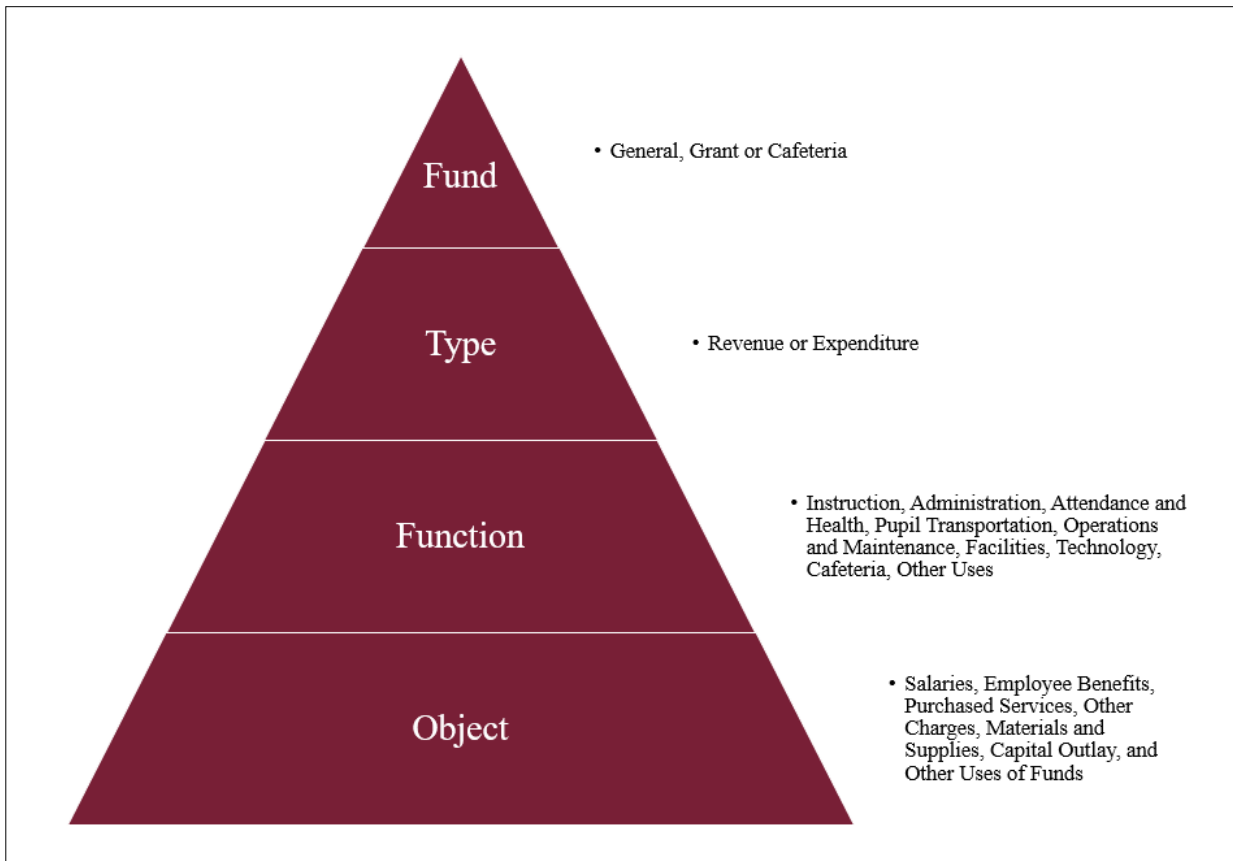 Fund
• General, Grant or Cafeteria
Type
• Revenue or Expenditure
Function
• Instruction, Administration, Attendance and
Health, Pupil Transportation, Operations
and Maintenance, Facilities, Technology,
Cafeteria, Other Uses
Object
• Salaries, Employee Benefits,
Purchased Services, Other
Charges, Materials and
Supplies, Capital Outlay, and
Other Uses of Funds